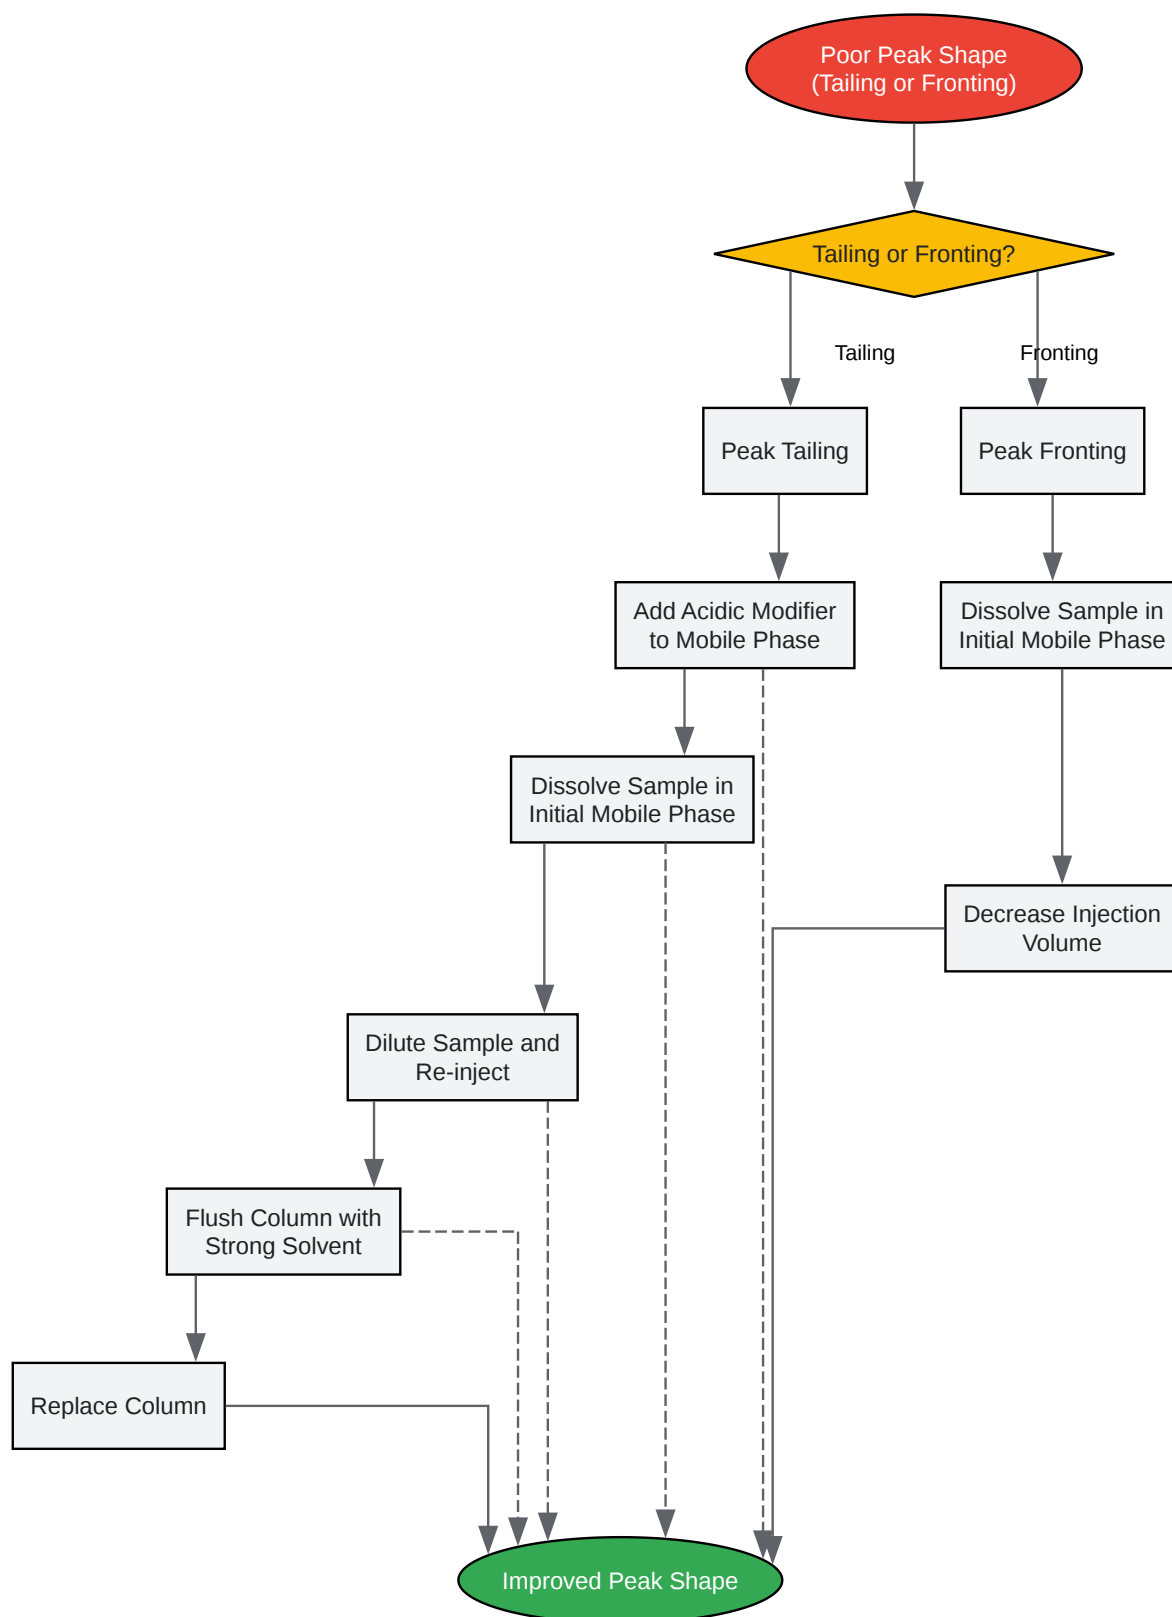 Poor Peak Shape
(Tailing or Fronting)
Tailing or Fronting?
Tailing
Fronting
Peak Tailing
Peak Fronting
Add Acidic Modifier
to Mobile Phase
Dissolve Sample in
Initial Mobile Phase
Dissolve Sample in
Initial Mobile Phase
Decrease Injection
Volume
Dilute Sample and
Re-inject
Flush Column with
Strong Solvent
Replace Column
Improved Peak Shape